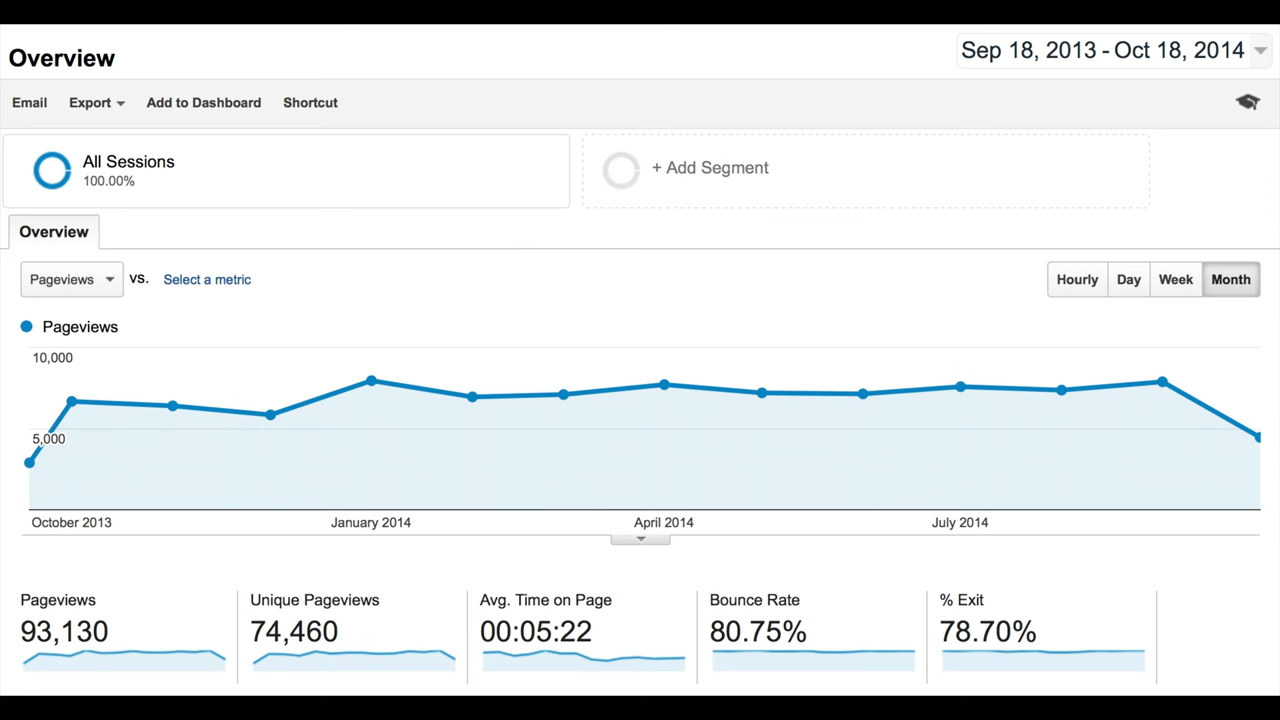 Overview
Sep 18, 2013 - Oct 18, 2014
Email Export Add to Dashboard Shortcut
All Sessions
100.00%
+ Add Segment
Overview
Pageviews vs. Select a metric
Hourly Day Week Month
Pageviews
10,000
5,000
October 2013 January 2014 April 2014 July 2014
Pageviews Unique Pageviews Avg. Time on Page Bounce Rate % Exit
93,130 74,460 00:05:22 80.75% 78.70%